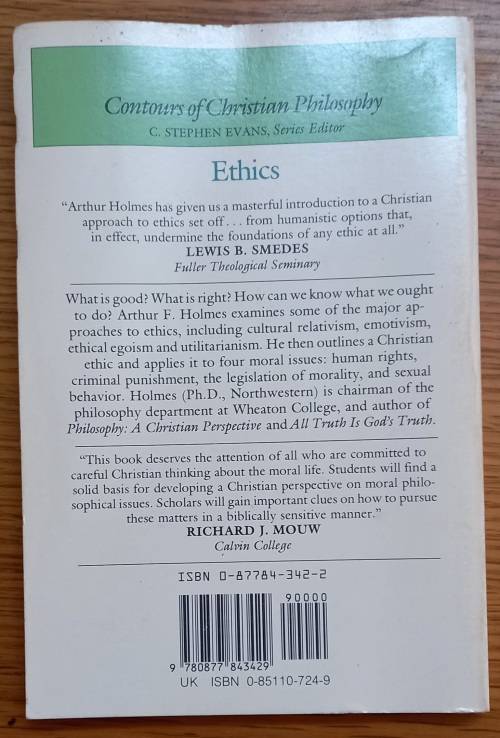 Contours of Christian Philosophy
C. STEPHEN EVANS, Series Editor
Ethics
“Arthur Holmes has given us a masterful introduction to a Christian
approach to ethics set off . . . from humanistic options that,
in effect, undermine the foundations of any ethic at all.”
LEWIS B. SMEDES
Fuller Theological Seminary
What is good? What is right? How can we know what we ought
to do? Arthur F. Holmes examines some of the major ap-
proaches to ethics, including cultural relativism, emotivism,
ethical egoism and utilitarianism. He then outlines a Christian
ethic and applies it to four moral issues: human rights,
criminal punishment, the legislation of morality, and sexual
behavior. Holmes (Ph.D., Northwestern) is chairman of the
philosophy department at Wheaton College, and author of
Philosophy: A Christian Perspective and All Truth Is God's Truth.
“This book deserves the attention of all who are committed to
careful Christian thinking about the moral life. Students will find a
solid basis for developing a Christian perspective on moral philo-
sophical issues. Scholars will gain important clues on how to pursue
these matters in a biblically sensitive manner.”
RICHARD J. MOUW
Calvin College
ISBN 0-87784-342-2
90000
9 780877 843429
UK ISBN 0-85110-724-9